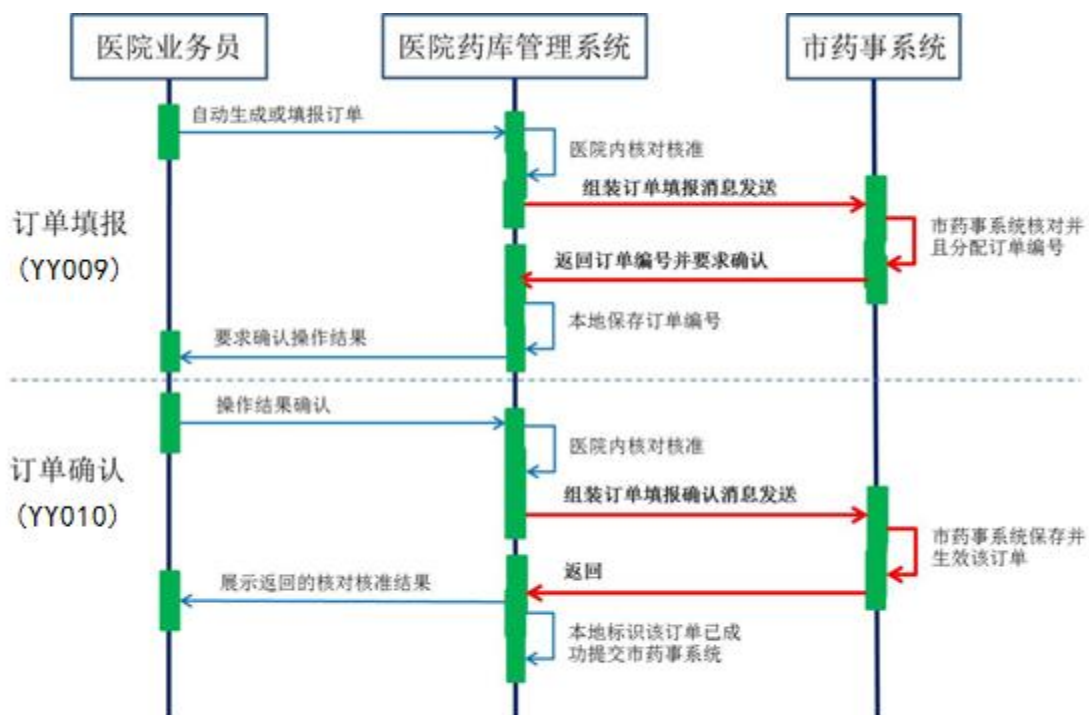 医院业务员
医院药库管理系统
市药事系统
自动生成或填报订单
医院内核对核准
组装订单填报消息发送
订单填报
（YY009）
市药事系统核对并
且分配订单编号
返回订单编号并要求确认
本地保存订单编号
要求确认操作结果
操作结果确认
医院内核对核准
订单确认
（YY010）
组装订单填报确认消息发送
市药事系统保存并
生效该订单
返回
展示返回的核对核准结果
本地标识该订单已成
功提交市药事系统